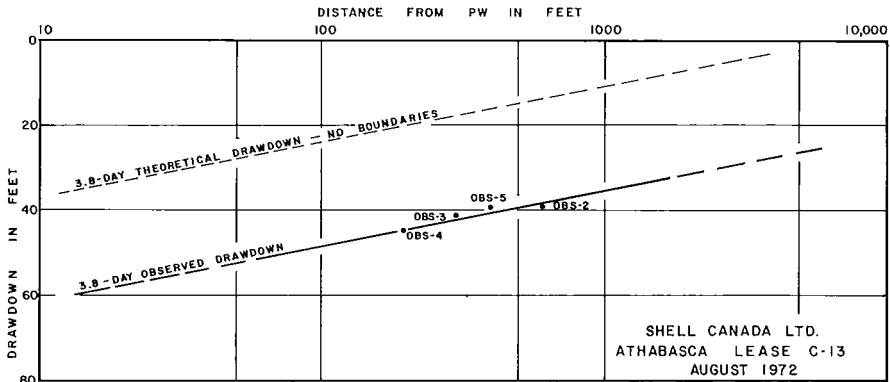 DISTANCE FROM PW IN FEET
10 100 1000 10,000
0
20
40
60
80
DRAWDOWN IN FEET
3.8-DAY THEORETICAL DRAWDOWN - NO BOUNDARIES
OBS-5
OBS-3
OBS-2
OBS-4
3.8-DAY OBSERVED DRAWDOWN
SHELL CANADA LTD.
ATHABASCA LEASE C-13
AUGUST 1972